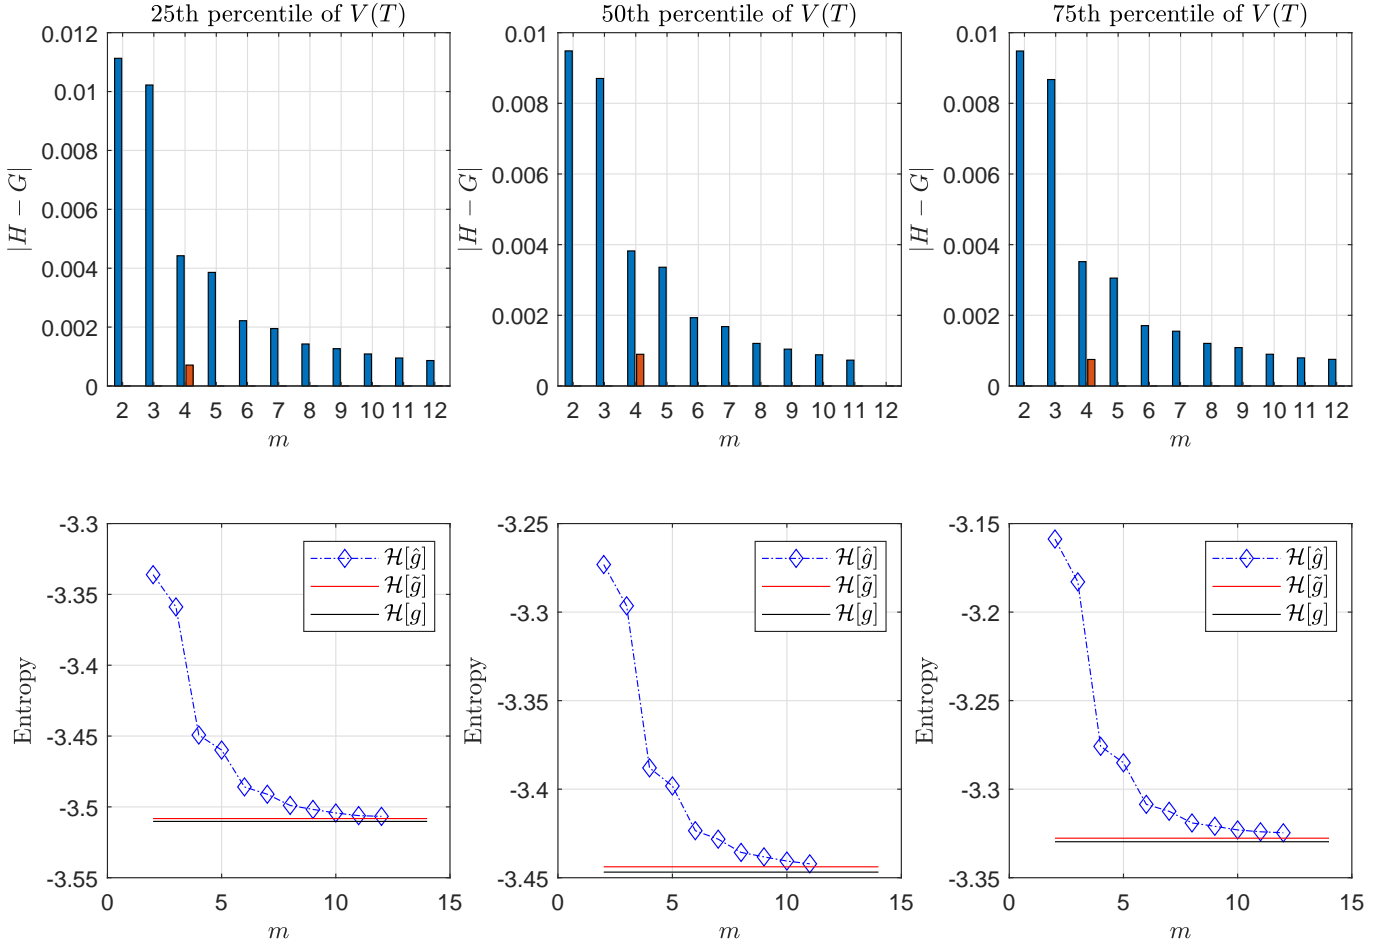 25th percentile of V(T)
0.012
0.01
0.008
0.006
0.004
0.002
0
|H − G|
2 3 4 5 6 7 8 9 10 11 12
m
50th percentile of V(T)
0.01
0.008
0.006
0.004
0.002
0
|H − G|
2 3 4 5 6 7 8 9 10 11 12
m
75th percentile of V(T)
0.01
0.008
0.006
0.004
0.002
0
|H − G|
2 3 4 5 6 7 8 9 10 11 12
m
-3.3
-3.35
-3.4
-3.45
-3.5
-3.55
Entropy
ℋ[ĝ]
ℋ[g̃]
ℋ[g]
0 5 10 15
m
-3.25
-3.3
-3.35
-3.4
-3.45
Entropy
ℋ[ĝ]
ℋ[g̃]
ℋ[g]
0 5 10 15
m
-3.15
-3.2
-3.25
-3.3
-3.35
Entropy
ℋ[ĝ]
ℋ[g̃]
ℋ[g]
0 5 10 15
m